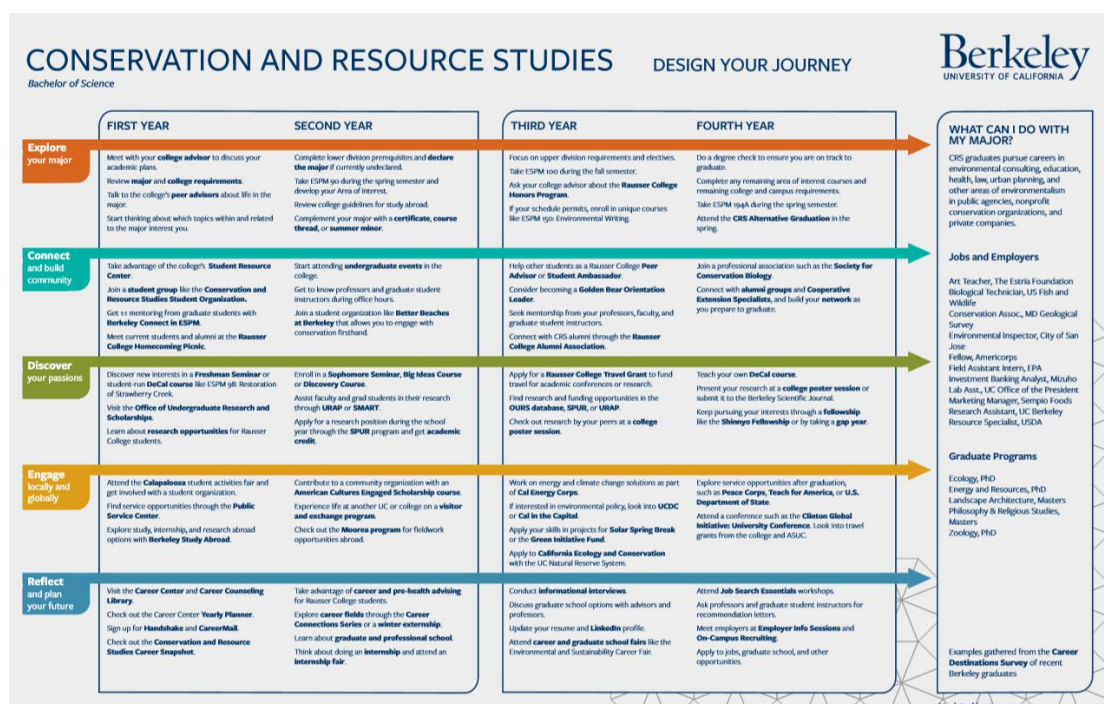 CONSERVATION AND RESOURCE STUDIES
DESIGN YOUR JOURNEY
Bachelor of Science
Berkeley
UNIVERSITY OF CALIFORNIA
FIRST YEAR
SECOND YEAR
THIRD YEAR
FOURTH YEAR
Explore
your major
Meet with your college advisor to discuss your
academic plans.
Review major and college requirements.
Talk to the college's peer advisors about life in the
major.
Start thinking about which topics within and related
to the major interest you.
Complete lower division prerequisites and declare
the major if currently undeclared.
Take ESPM 90 during the spring semester and
develop your Area of Interest.
Review college guidelines for study abroad.
Complement your major with a certificate, course
thread, or summer minor.
Focus on upper division requirements and electives.
Take ESPM 100 during the fall semester.
Ask your college advisor about the Rausser College
Honors Program.
If your schedule permits, enroll in unique courses
like ESPM 150: Environmental Writing.
Do a degree check to ensure you are on track to
graduate.
Complete any remaining area of interest courses and
remaining college and campus requirements.
Take ESPM 194A during the spring semester.
Attend the CRS Alternative Graduation in the
spring.
Connect
and build
community
Take advantage of the college's Student Resource
Center.
Join a student group like the Conservation and
Resource Studies Student Organization.
Get 1:1 mentoring from graduate students with
Berkeley Connect in ESPM.
Meet current students and alumni at the Rausser
College Homecoming Picnic.
Start attending undergraduate events in the
college.
Get to know professors and graduate student
instructors during office hours.
Join a student organization like Better Beaches
at Berkeley that allows you to engage with
conservation firsthand.
Help other students as a Rausser College Peer
Advisor or Student Ambassador.
Consider becoming a Golden Bear Orientation
Leader.
Seek mentorship from your professors, faculty, and
graduate student instructors.
Connect with CRS alumni through the Rausser
College Alumni Association.
Join a professional association such as the Society for
Conservation Biology.
Connect with alumni groups and Cooperative
Extension Specialists, and build your network as
you prepare to graduate.
Discover
your passions
Discover new interests in a Freshman Seminar or
student-run DeCal course like ESPM 98: Restoration
of Strawberry Creek.
Visit the Office of Undergraduate Research and
Scholarships.
Learn about research opportunities for Rausser
College students.
Enroll in a Sophomore Seminar, Big Ideas Course
or Discovery Course.
Assist faculty and grad students in their research
through URAP or SMART.
Apply for a research position during the school
year through the SPUR program and get academic
credit.
Apply for a Rausser College Travel Grant to fund
travel for academic conferences or research.
Find research and funding opportunities in the
OURS database, SPUR, or URAP.
Check out research by your peers at a college
poster session.
Teach your own DeCal course.
Present your research at a college poster session or
submit it to the Berkeley Scientific Journal.
Keep pursuing your interests through a fellowship
like the Shinnyo Fellowship or by taking a gap year.
Engage
locally and
globally
Attend the Calapalooza student activities fair and
get involved with a student organization.
Find service opportunities through the Public
Service Center.
Explore study, internship, and research abroad
options with Berkeley Study Abroad.
Contribute to a community organization with an
American Cultures Engaged Scholarship course.
Experience life at another UC or college on a visitor
and exchange program.
Check out the Moorea program for fieldwork
opportunities abroad.
Work on energy and climate change solutions as part
of Cal Energy Corps.
If interested in environmental policy, look into UCDC
or Cal in the Capital.
Apply your skills in projects for Solar Spring Break
or the Green Initiative Fund.
Apply to California Ecology and Conservation
with the UC Natural Reserve System.
Explore service opportunities after graduation,
such as Peace Corps, Teach for America, or U.S.
Department of State.
Attend a conference such as the Clinton Global
Initiative: University Conference. Look into travel
grants from the college and ASUC.
Reflect
and plan
your future
Visit the Career Center and Career Counseling
Library.
Check out the Career Center Yearly Planner.
Sign up for Handshake and CareerMail.
Check out the Conservation and Resource
Studies Career Snapshot.
Take advantage of career and pre-health advising
for Rausser College students.
Explore career fields through the Career
Connections Series or a winter externship.
Learn about graduate and professional school.
Think about doing an internship and attend an
internship fair.
Conduct informational interviews.
Discuss graduate school options with advisors and
professors.
Update your resume and LinkedIn profile.
Attend career and graduate school fairs like the
Environmental and Sustainability Career Fair.
Attend Job Search Essentials workshops.
Ask professors and graduate student instructors for
recommendation letters.
Meet employers at Employer Info Sessions and
On-Campus Recruiting.
Apply to jobs, graduate school, and other
opportunities.
WHAT CAN I DO WITH
MY MAJOR?
CRS graduates pursue careers in
environmental consulting, education,
health, law, urban planning, and
other areas of environmentalism
in public agencies, nonprofit
conservation organizations, and
private companies.
Jobs and Employers
Art Teacher, The Estria Foundation
Biological Technician, US Fish and
Wildlife
Conservation Assoc., MD Geological
Survey
Environmental Inspector, City of San
Jose
Fellow, Americorps
Field Assistant Intern, EPA
Investment Banking Analyst, Mizuho
Lab Asst., UC Office of the President
Marketing Manager, Sempio Foods
Research Assistant, UC Berkeley
Resource Specialist, USDA
Graduate Programs
Ecology, PhD
Energy and Resources, PhD
Landscape Architecture, Masters
Philosophy & Religious Studies,
Masters
Zoology, PhD
Examples gathered from the Career
Destinations Survey of recent
Berkeley graduates